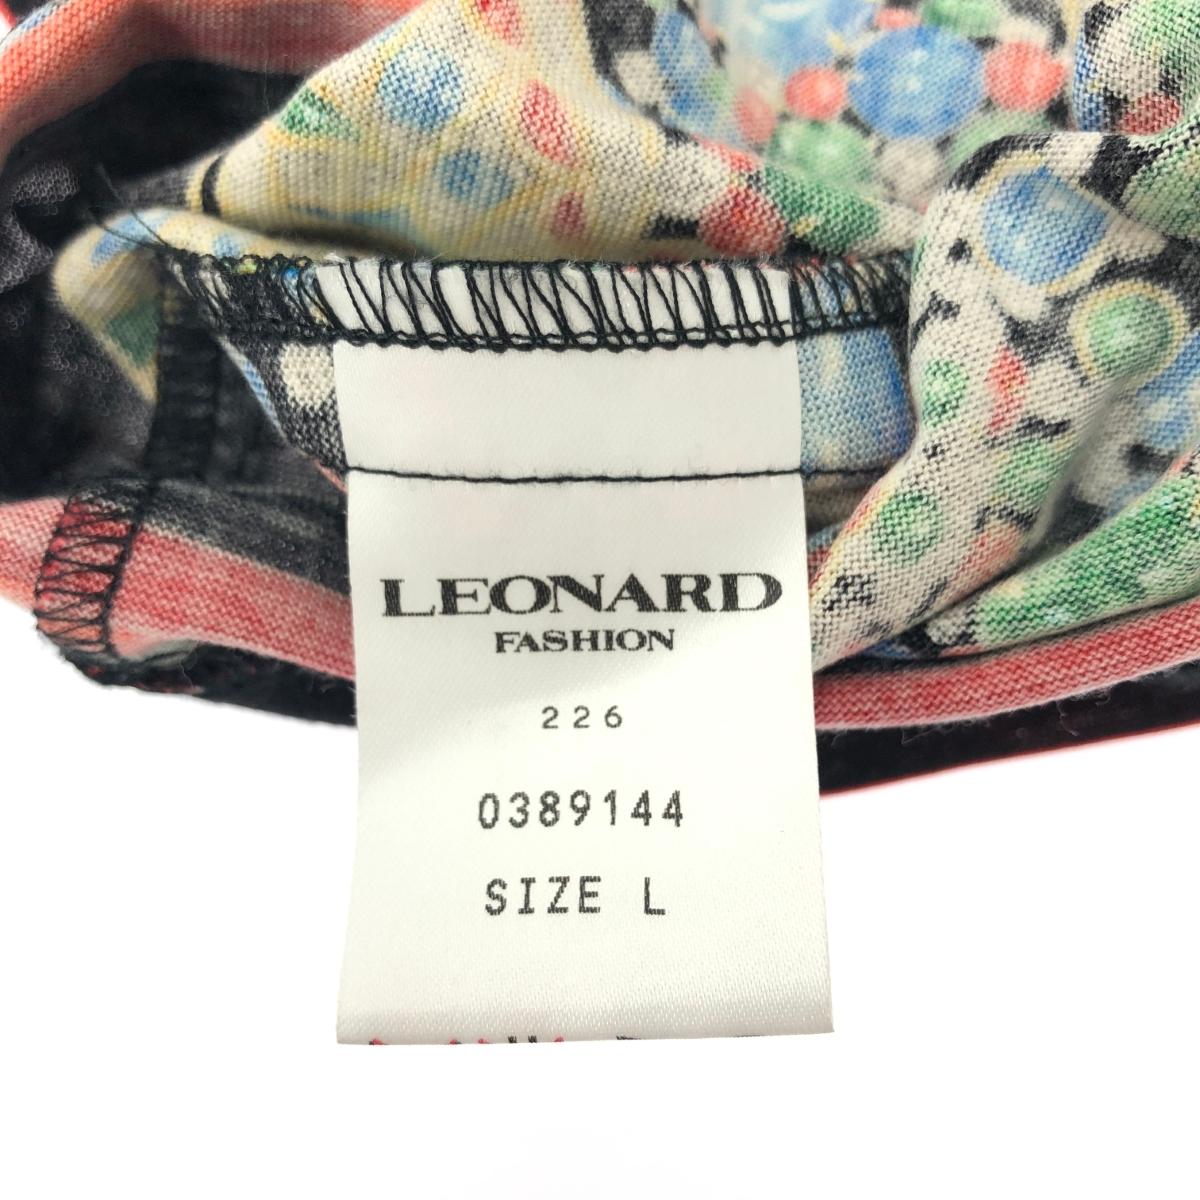 LEONARD
FASHION
226
0389144
SIZE L